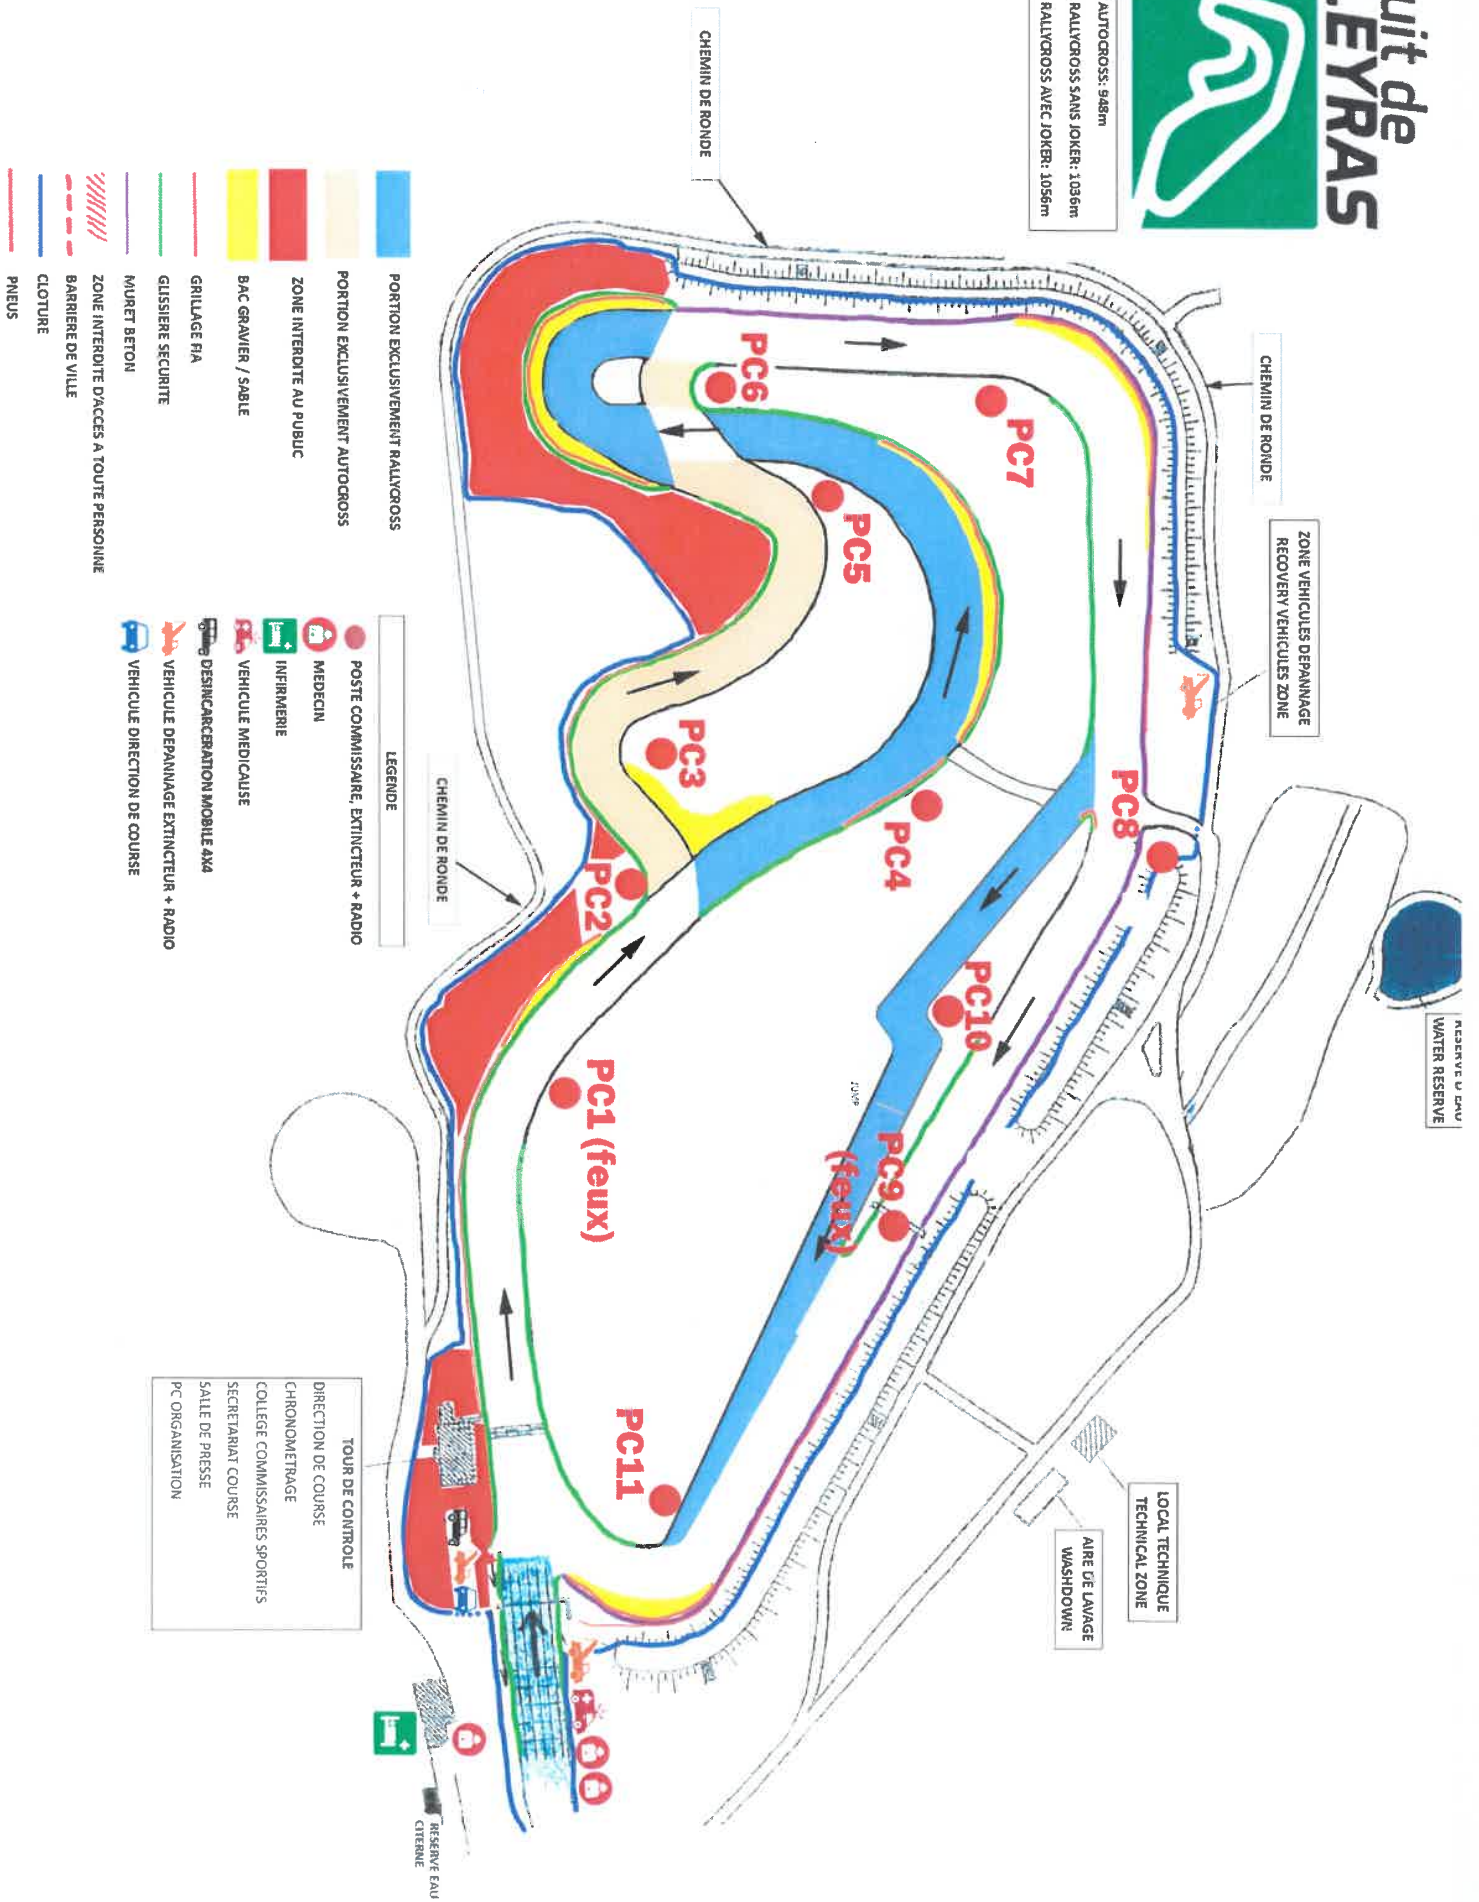 uit de
LEYRAS
AUTOCROSS: 948m
RALLYCROSS SANS JOKER: 1036m
RALLYCROSS AVEC JOKER: 1056m
CHEMIN DE RONDE
CHEMIN DE RONDE
ZONE VEHICULES DEPANNAGE
RECOVERY VEHICULES ZONE
RESERVE D'EAU
WATER RESERVE
LOCAL TECHNIQUE
TECHNICAL ZONE
AIRE DE LAVAGE
WASHDOWN
PC6
PC7
PC5
PC8
PC3
PC4
PC2
PC10
JUMP
PC9
(feux)
PC1 (feux)
PC11
CHEMIN DE RONDE
PORTION EXCLUSIVEMENT RALLYCROSS
PORTION EXCLUSIVEMENT AUTOCROSS
ZONE INTERDITE AU PUBLIC
BAC GRAVIER / SABLE
GRILLAGE FIA
GLISSIERE SECURITE
MURET BETON
ZONE INTERDITE D'ACCES A TOUTE PERSONNE
BARRIERE DE VILLE
CLOTURE
PNEUS
LEGENDE
POSTE COMMISSAIRE, EXTINCTEUR + RADIO
MEDECIN
INFIRMERIE
VEHICULE MEDICALISE
DESINCARCERATION MOBILE 4X4
VEHICULE DEPANNAGE EXTINCTEUR + RADIO
VEHICULE DIRECTION DE COURSE
TOUR DE CONTROLE
DIRECTION DE COURSE
CHRONOMETRAGE
COLLEGE COMMISSAIRES SPORTIFS
SECRETARIAT COURSE
SALLE DE PRESSE
PC ORGANISATION
RESERVE EAU
CITERNE